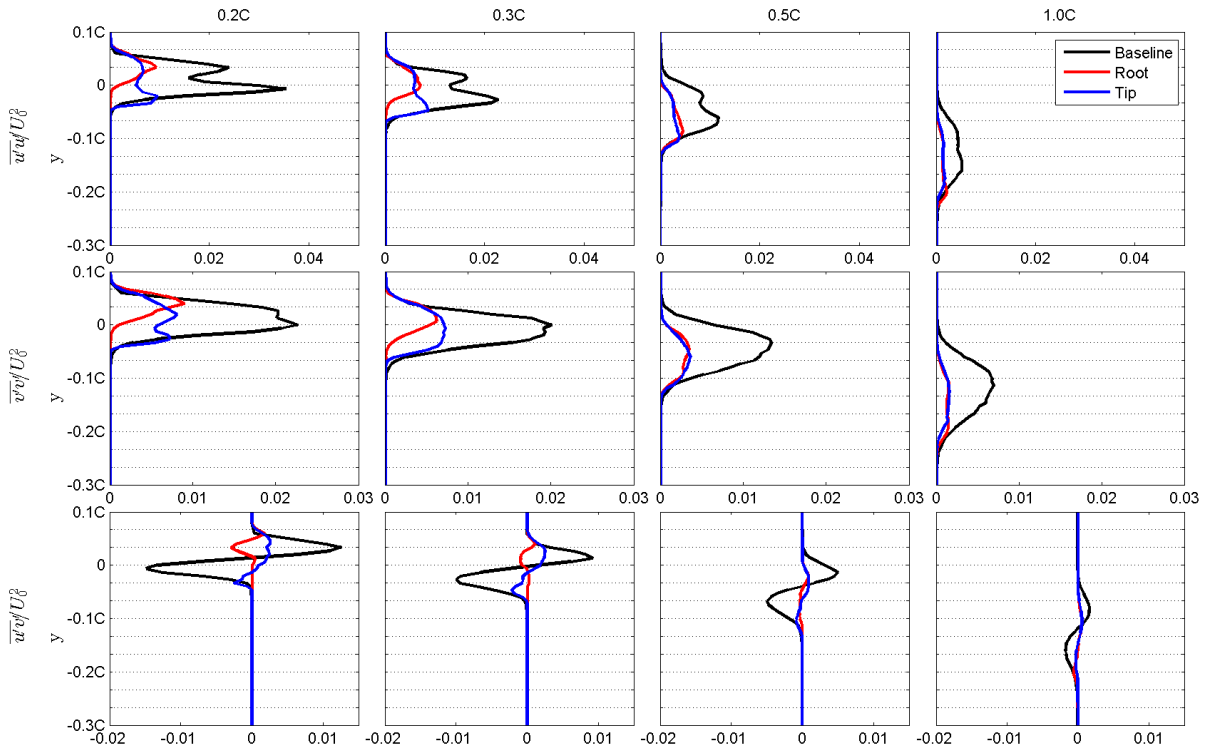 0.2C 0.3C 0.5C 1.0C
0.1C
0
-0.1C
-0.2C
-0.3C
y
u'u'/U₀²
0 0.02 0.04
0 0.02 0.04
0 0.02 0.04
0 0.02 0.04
Baseline
Root
Tip
0.1C
0
-0.1C
-0.2C
-0.3C
y
v'v'/U₀²
0 0.01 0.02 0.03
0 0.01 0.02 0.03
0 0.01 0.02 0.03
0 0.01 0.02 0.03
0.1C
0
-0.1C
-0.2C
-0.3C
y
u'v'/U₀²
-0.02 -0.01 0 0.01
-0.02 -0.01 0 0.01
-0.02 -0.01 0 0.01
-0.02 -0.01 0 0.01